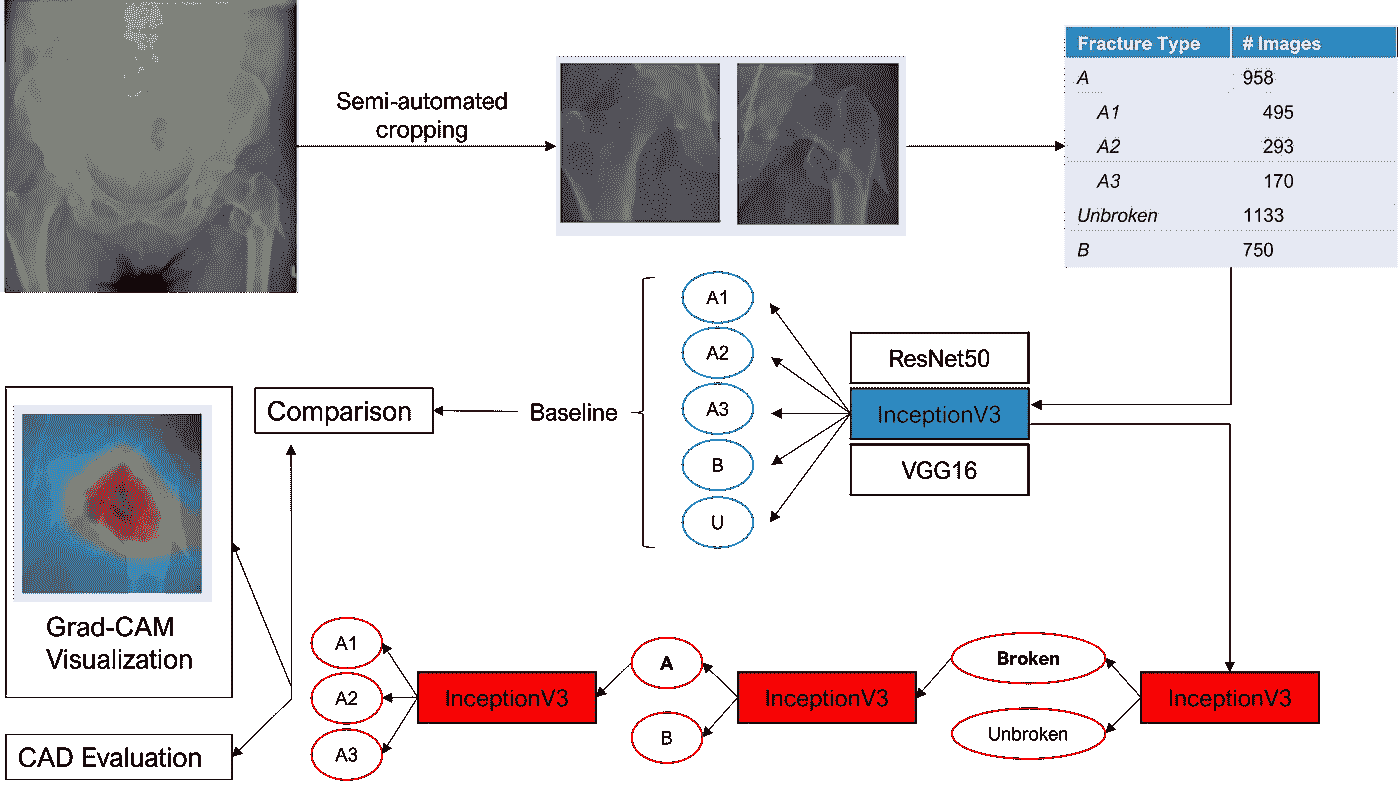 Semi-automated
cropping
Fracture Type # Images
A 958
A1 495
A2 293
A3 170
Unbroken 1133
B 750
A1
A2
A3
B
U
ResNet50
InceptionV3
VGG16
Baseline
Comparison
Grad-CAM
Visualization
CAD Evaluation
A1
A2
A3
InceptionV3
A
B
InceptionV3
Broken
Unbroken
InceptionV3